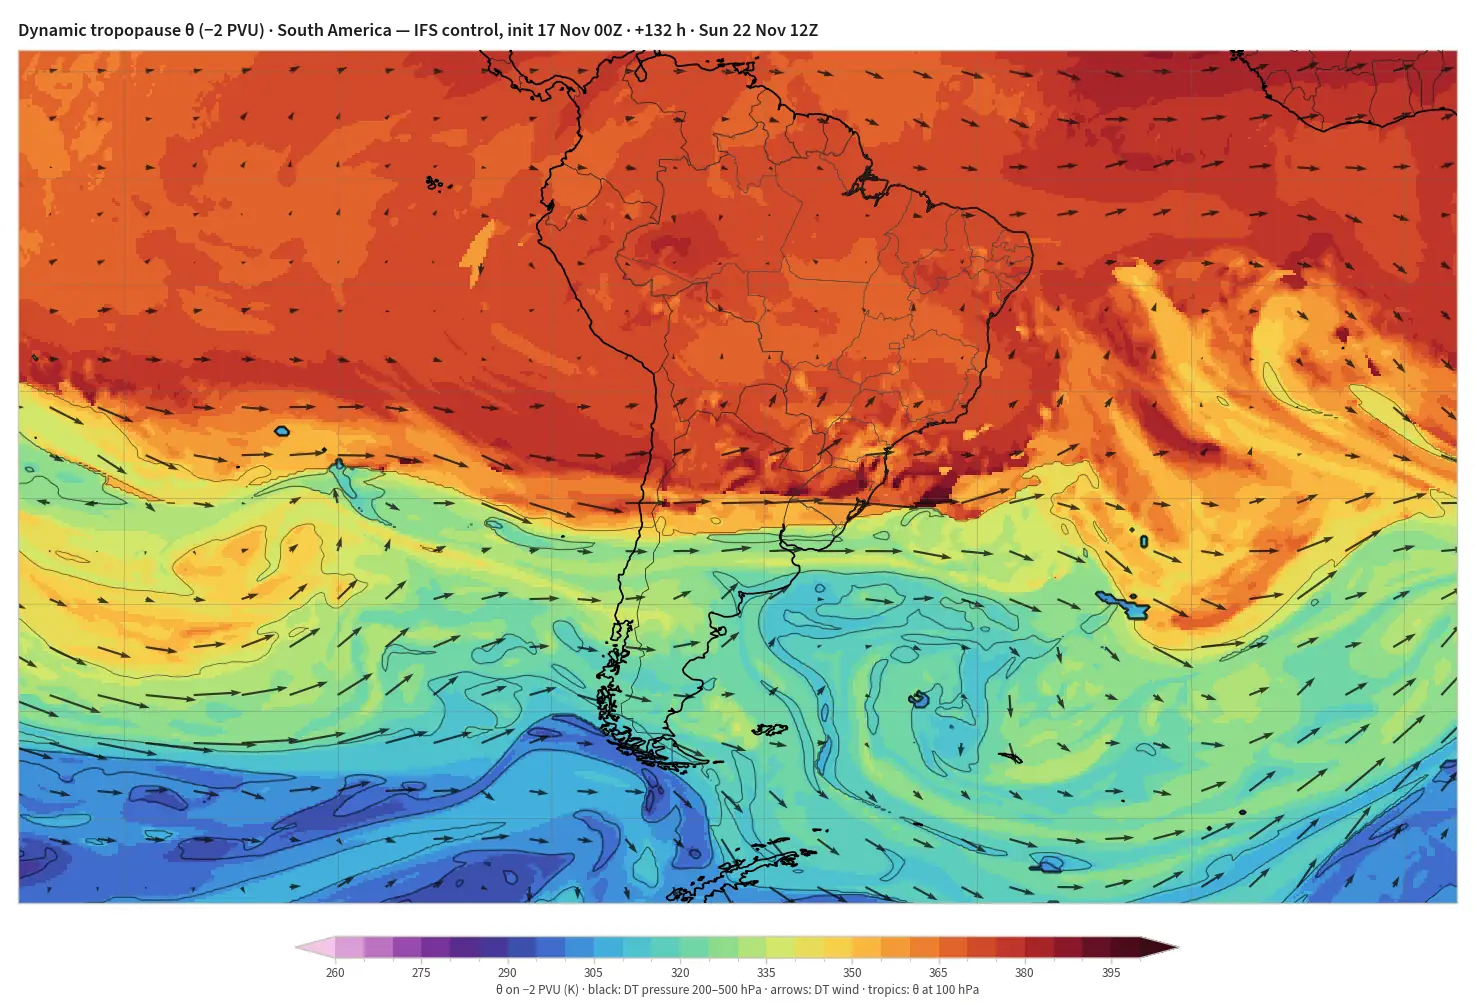 Dynamic tropopause θ (−2 PVU) · South America — IFS control, init 17 Nov 00Z · +132 h · Sun 22 Nov 12Z
260 275 290 305 320 335 350 365 380 395
θ on −2 PVU (K) · black: DT pressure 200–500 hPa · arrows: DT wind · tropics: θ at 100 hPa